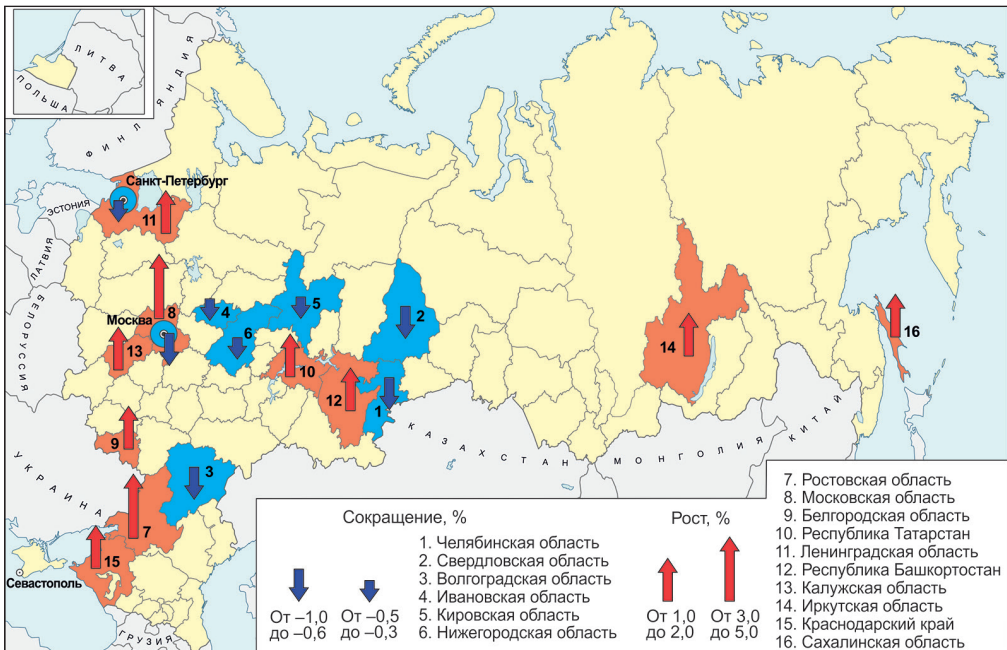 ЛИТВА
ПОЛЬША
ФИНЛЯНДИЯ
Санкт-Петербург
ЭСТОНИЯ
11
ЛАТВИЯ
БЕЛОРУССИЯ
8
4
5
Москва
6
2
13
10
14
16
12
1
9
КАЗАХСТАН
МОНГОЛИЯ
КИТАЙ
УКРАИНА
3
7
15
Севастополь
ГРУЗИЯ
Сокращение, %
От –1,0
до –0,6
От –0,5
до –0,3
1. Челябинская область
2. Свердловская область
3. Волгоградская область
4. Ивановская область
5. Кировская область
6. Нижегородская область
Рост, %
От 1,0
до 2,0
От 3,0
до 5,0
7. Ростовская область
8. Московская область
9. Белгородская область
10. Республика Татарстан
11. Ленинградская область
12. Республика Башкортостан
13. Калужская область
14. Иркутская область
15. Краснодарский край
16. Сахалинская область